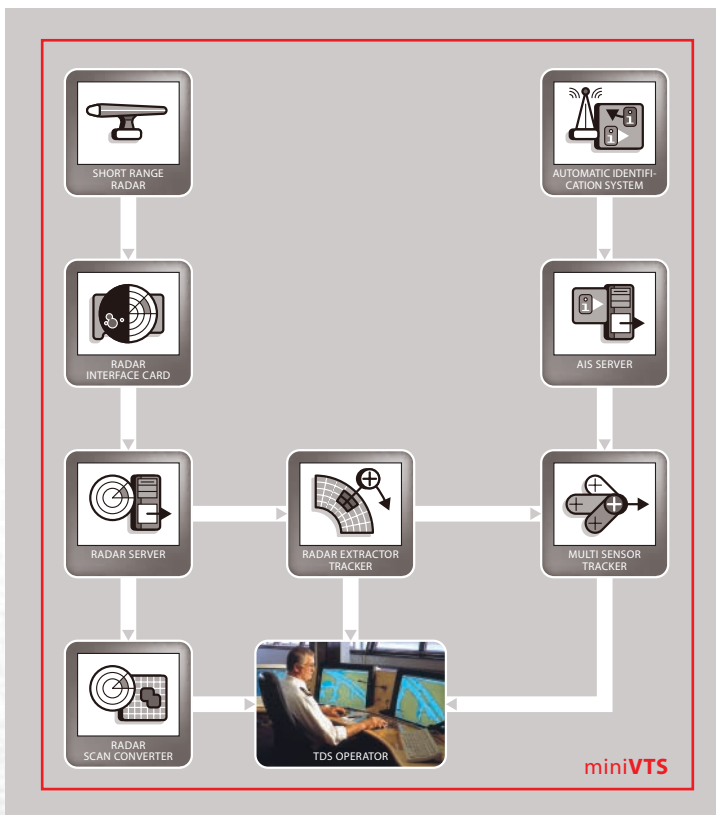 SHORT RANGE
RADAR
AUTOMATIC IDENTIFI-
CATION SYSTEM
RADAR
INTERFACE CARD
AIS SERVER
RADAR SERVER
RADAR EXTRACTOR
TRACKER
MULTI SENSOR
TRACKER
RADAR
SCAN CONVERTER
TDS OPERATOR
miniVTS